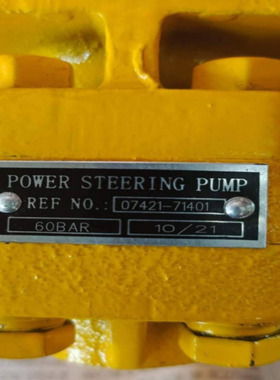 POWER STEERING PUMP
REF NO.: 07421-71401
60BAR 10/21